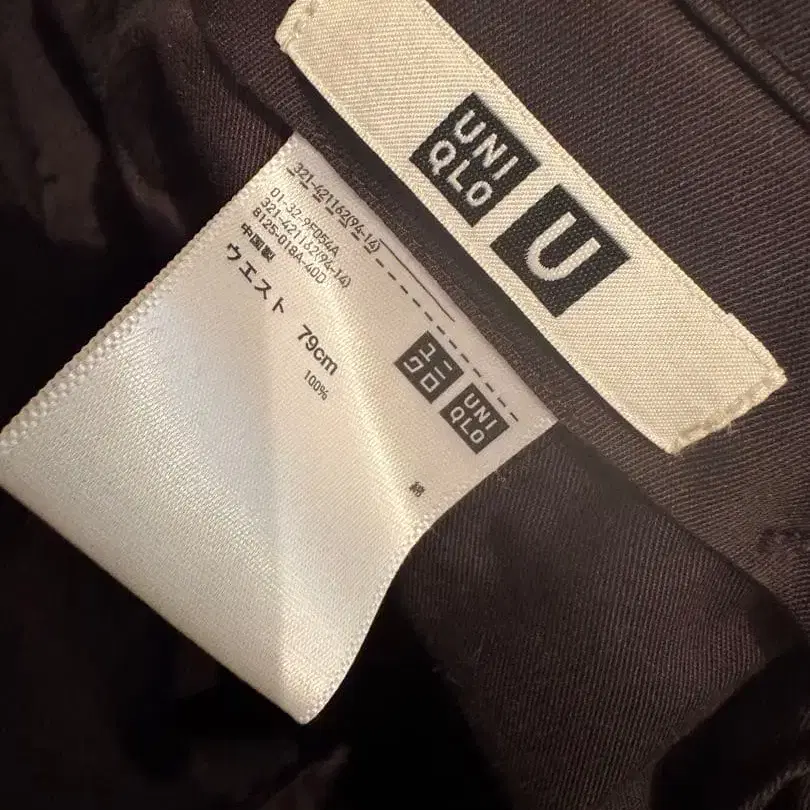 UNI
QLO
U
321-421162(94-14)
01-32-9F054A
321-421162(94-14)
8125-018A-40D
中国製
ウエスト 79cm
綿 100%
ユニ
クロ
UNI
QLO